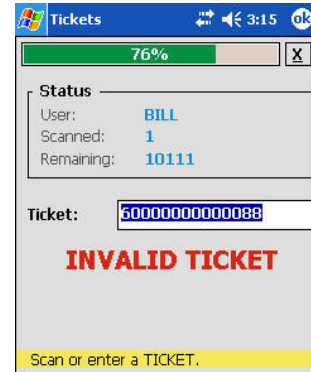 Tickets 3:15 ok
76% X
Status
User: BILL
Scanned: 1
Remaining: 10111
Ticket: 60000000000088
INVALID TICKET
Scan or enter a TICKET.